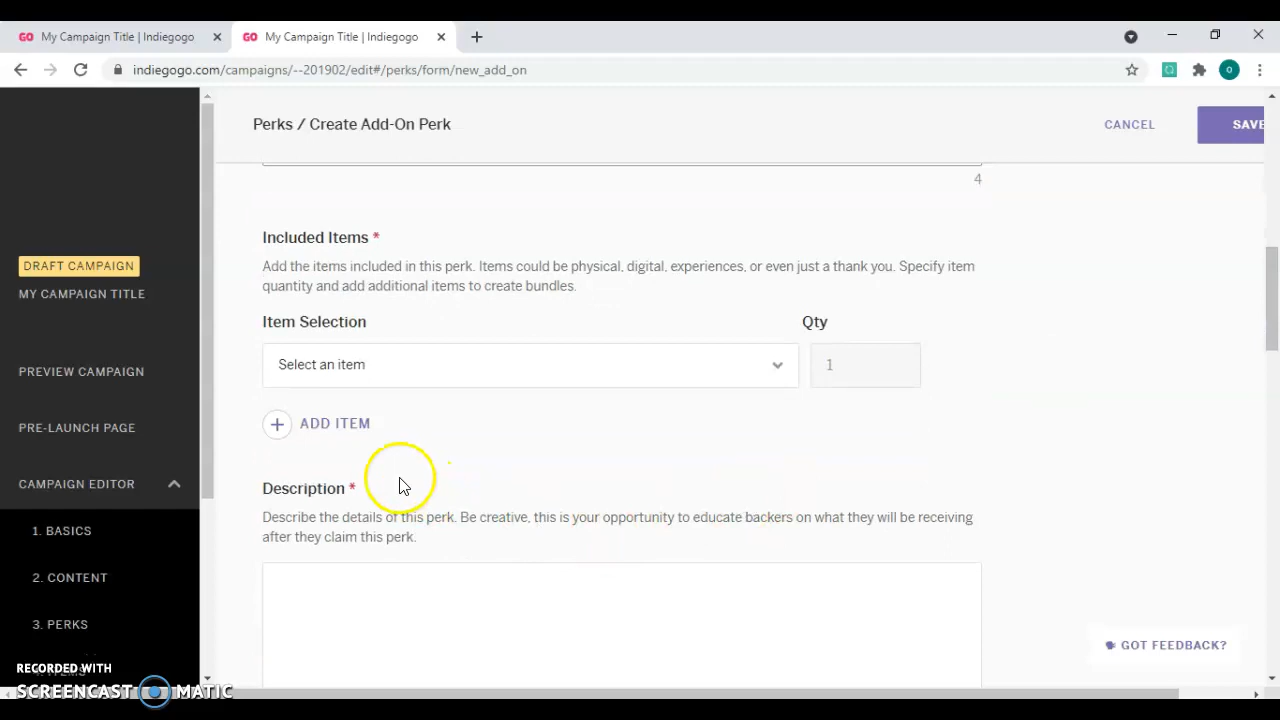 GO My Campaign Title | Indiegogo
GO My Campaign Title | Indiegogo
indiegogo.com/campaigns/--201902/edit#/perks/form/new_add_on
o
Perks / Create Add-On Perk
CANCEL
SAVE
4
DRAFT CAMPAIGN
MY CAMPAIGN TITLE
PREVIEW CAMPAIGN
PRE-LAUNCH PAGE
CAMPAIGN EDITOR
1. BASICS
2. CONTENT
3. PERKS
4. ITEMS
Included Items *
Add the items included in this perk. Items could be physical, digital, experiences, or even just a thank you. Specify item
quantity and add additional items to create bundles.
Item Selection
Qty
Select an item
1
ADD ITEM
Description *
Describe the details of this perk. Be creative, this is your opportunity to educate backers on what they will be receiving
after they claim this perk.
GOT FEEDBACK?
RECORDED WITH
SCREENCAST MATIC